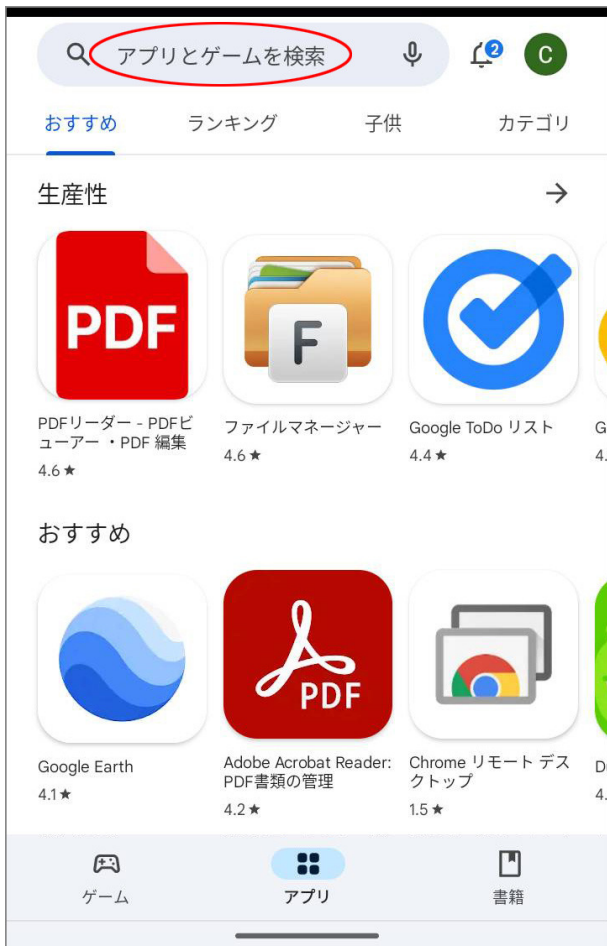 アプリとゲームを検索
2
C
おすすめ
ランキング
子供
カテゴリ
生産性
PDF
F
PDFリーダー - PDFビ
ューアー ・PDF 編集
4.6★
ファイルマネージャー
4.6★
Google ToDo リスト
4.4★
G
4.
おすすめ
PDF
Google Earth
4.1★
Adobe Acrobat Reader:
PDF書類の管理
4.2★
Chrome リモート デス
クトップ
1.5★
D
4.
ゲーム
アプリ
書籍